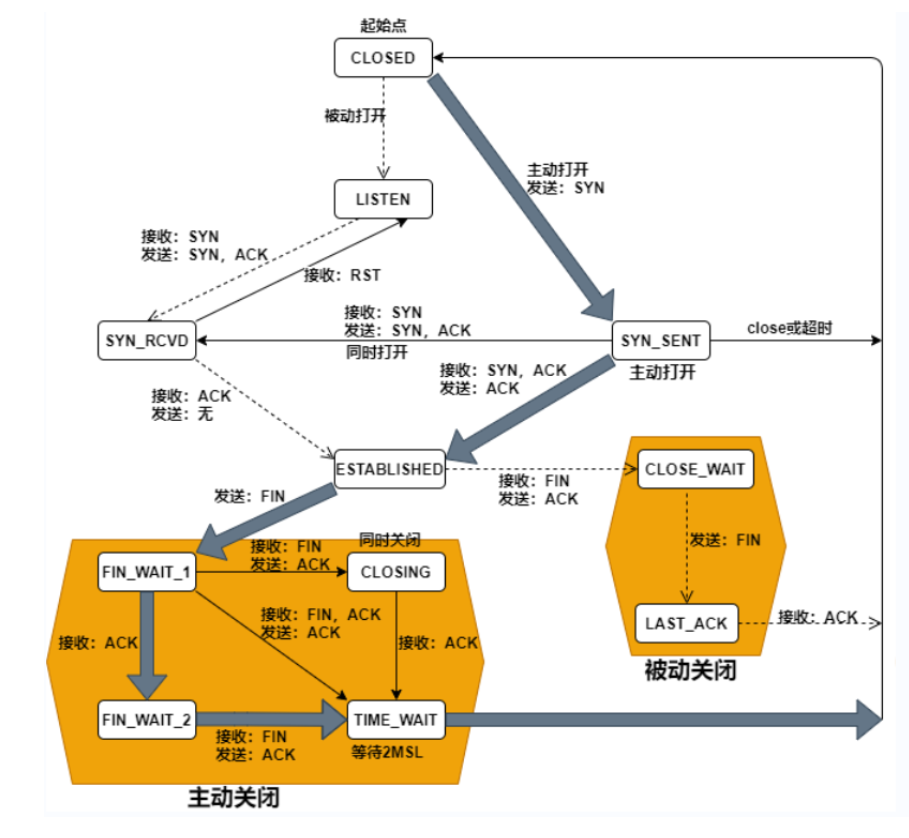 起始点
CLOSED
被动打开
主动打开
发送：SYN
LISTEN
接收：SYN
发送：SYN，ACK
接收：RST
接收：SYN
发送：SYN，ACK
同时打开
SYN_RCVD
SYN_SENT
主动打开
close或超时
接收：SYN，ACK
发送：ACK
接收：ACK
发送：无
ESTABLISHED
接收：FIN
发送：ACK
CLOSE_WAIT
发送：FIN
发送：FIN
LAST_ACK
接收：ACK
被动关闭
FIN_WAIT_1
接收：FIN
发送：ACK
同时关闭
CLOSING
接收：FIN，ACK
发送：ACK
接收：ACK
接收：ACK
FIN_WAIT_2
接收：FIN
发送：ACK
TIME_WAIT
等待2MSL
主动关闭